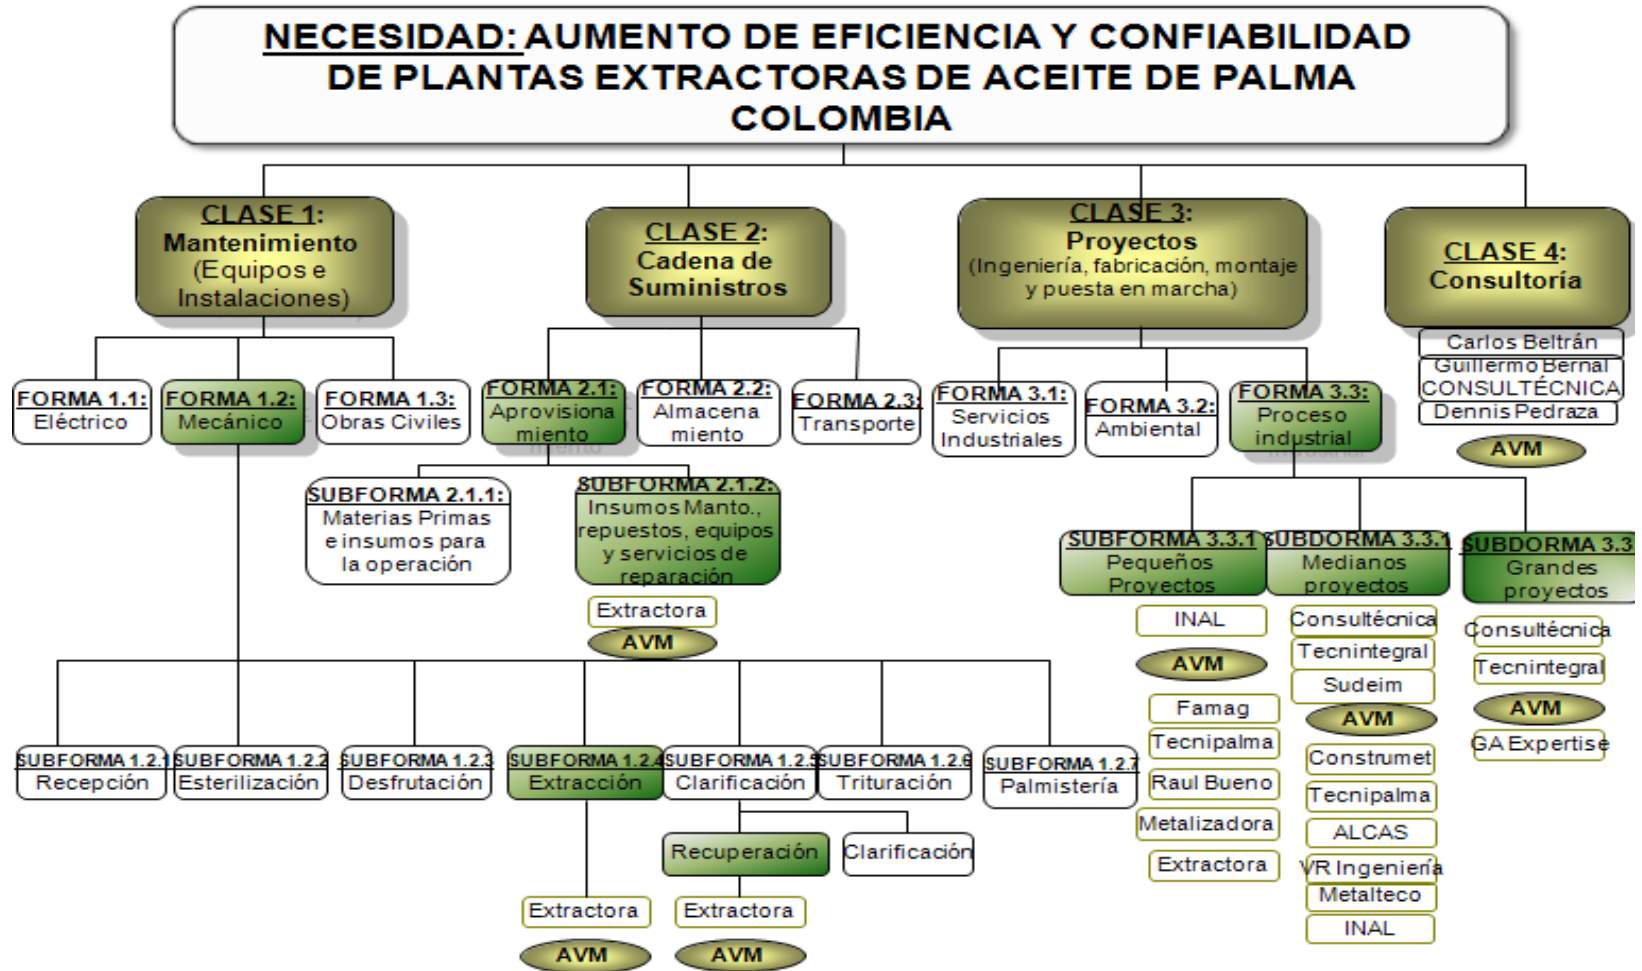 NECESIDAD: AUMENTO DE EFICIENCIA Y CONFIABILIDAD
DE PLANTAS EXTRACTORAS DE ACEITE DE PALMA
COLOMBIA
CLASE 1:
Mantenimiento
(Equipos e
Instalaciones)
CLASE 2:
Cadena de
Suministros
CLASE 3:
Proyectos
(Ingeniería, fabricación, montaje
y puesta en marcha)
CLASE 4:
Consultoría
Carlos Beltrán
Guillermo Bernal
CONSULTÉCNICA
Dennis Pedraza
AVM
FORMA 1.1:
Eléctrico
FORMA 1.2:
Mecánico
FORMA 1.3:
Obras Civiles
FORMA 2.1:
Aprovisiona
miento
FORMA 2.2:
Almacena
miento
FORMA 2.3:
Transporte
FORMA 3.1:
Servicios
Industriales
FORMA 3.2:
Ambiental
FORMA 3.3:
Proceso
industrial
SUBFORMA 2.1.1:
Materias Primas
e insumos para
la operación
SUBFORMA 2.1.2:
Insumos Manto.,
repuestos, equipos
y servicios de
reparación
Extractora
AVM
SUBFORMA 3.3.1
Pequeños
Proyectos
INAL
AVM
Famag
Tecnipalma
Raul Bueno
Metalizadora
Extractora
SUBDORMA 3.3.1
Medianos
proyectos
Consultécnica
Tecnintegral
Sudeim
AVM
Construmet
Tecnipalma
ALCAS
VR Ingeniería
Metalteco
INAL
SUBDORMA 3.3
Grandes
proyectos
Consultécnica
Tecnintegral
AVM
GA Expertise
SUBFORMA 1.2.1
Recepción
SUBFORMA 1.2.2
Esterilización
SUBFORMA 1.2.3
Desfrutación
SUBFORMA 1.2.4
Extracción
SUBFORMA 1.2.5
Clarificación
SUBFORMA 1.2.6
Trituración
SUBFORMA 1.2.7
Palmistería
Recuperación
Clarificación
Extractora
AVM
Extractora
AVM